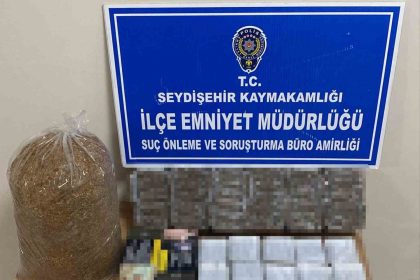 POLİS
T.C.
SEYDİŞEHİR KAYMAKAMLIĞI
İLÇE EMNİYET MÜDÜRLÜĞÜ
SUÇ ÖNLEME VE SORUŞTURMA BÜRO AMİRLİĞİ